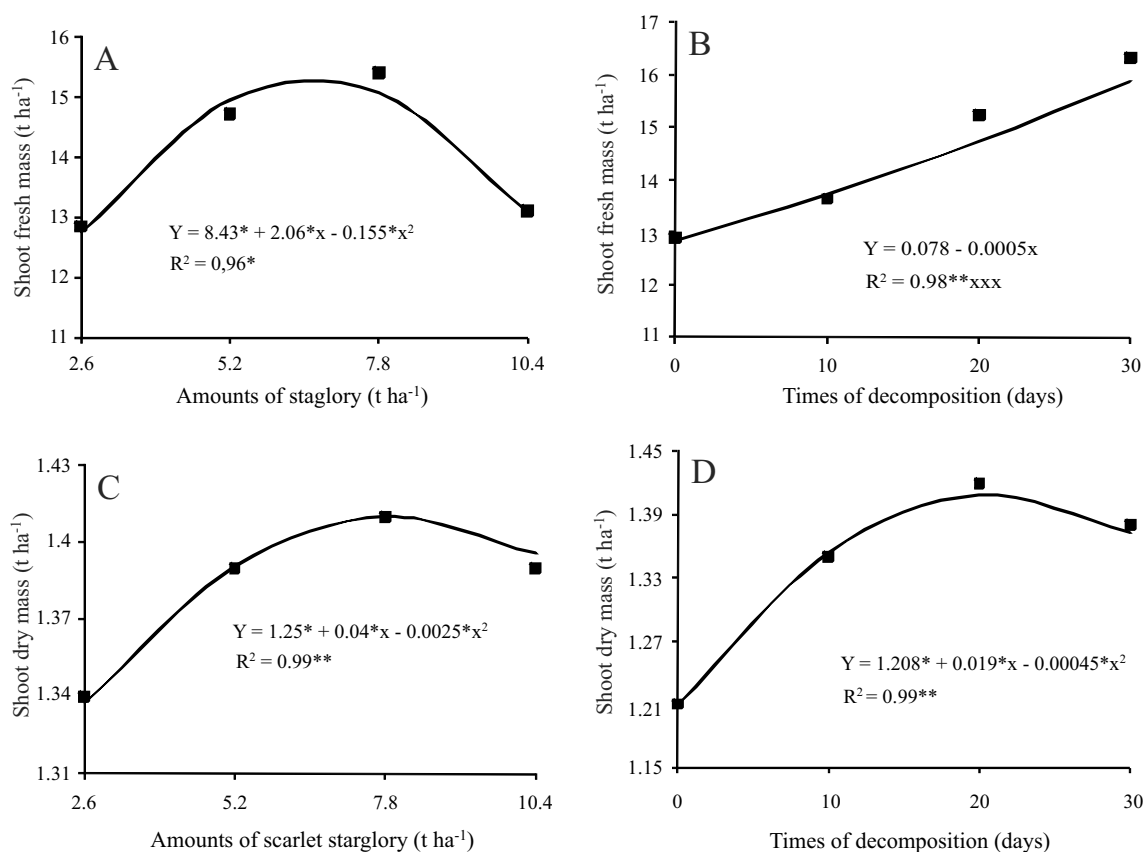 A
Shoot fresh mass (t ha-1)
16
15
14
13
12
11
Y = 8.43* + 2.06*x - 0.155*x²
R² = 0,96*
2.6
5.2
7.8
10.4
Amounts of staglory (t ha-1)
B
Shoot fresh mass (t ha-1)
17
16
15
14
13
12
11
Y = 0.078 - 0.0005x
R² = 0.98**xxx
0
10
20
30
Times of decomposition (days)
C
Shoot dry mass (t ha-1)
1.43
1.4
1.37
1.34
1.31
Y = 1.25* + 0.04*x - 0.0025*x²
R² = 0.99**
2.6
5.2
7.8
10.4
Amounts of scarlet starglory (t ha-1)
D
Shoot dry mass (t ha-1)
1.45
1.39
1.33
1.27
1.21
1.15
Y = 1.208* + 0.019*x - 0.00045*x²
R² = 0.99**
0
10
20
30
Times of decomposition (days)